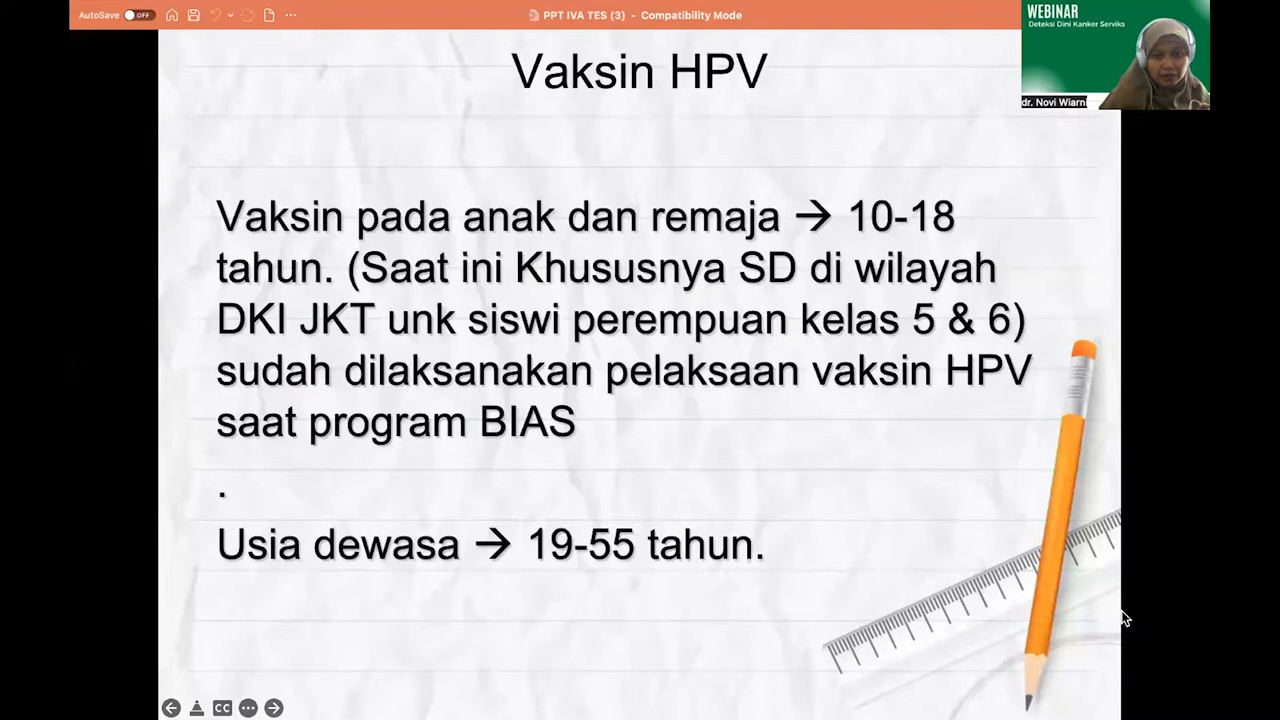 AutoSave OFF
PPT IVA TES (3) - Compatibility Mode
WEBINAR
Deteksi Dini Kanker Serviks
dr. Novi Wiarni
Vaksin HPV
Vaksin pada anak dan remaja → 10-18
tahun. (Saat ini Khususnya SD di wilayah
DKI JKT unk siswi perempuan kelas 5 & 6)
sudah dilaksanakan pelaksaan vaksin HPV
saat program BIAS
.
Usia dewasa → 19-55 tahun.
CC